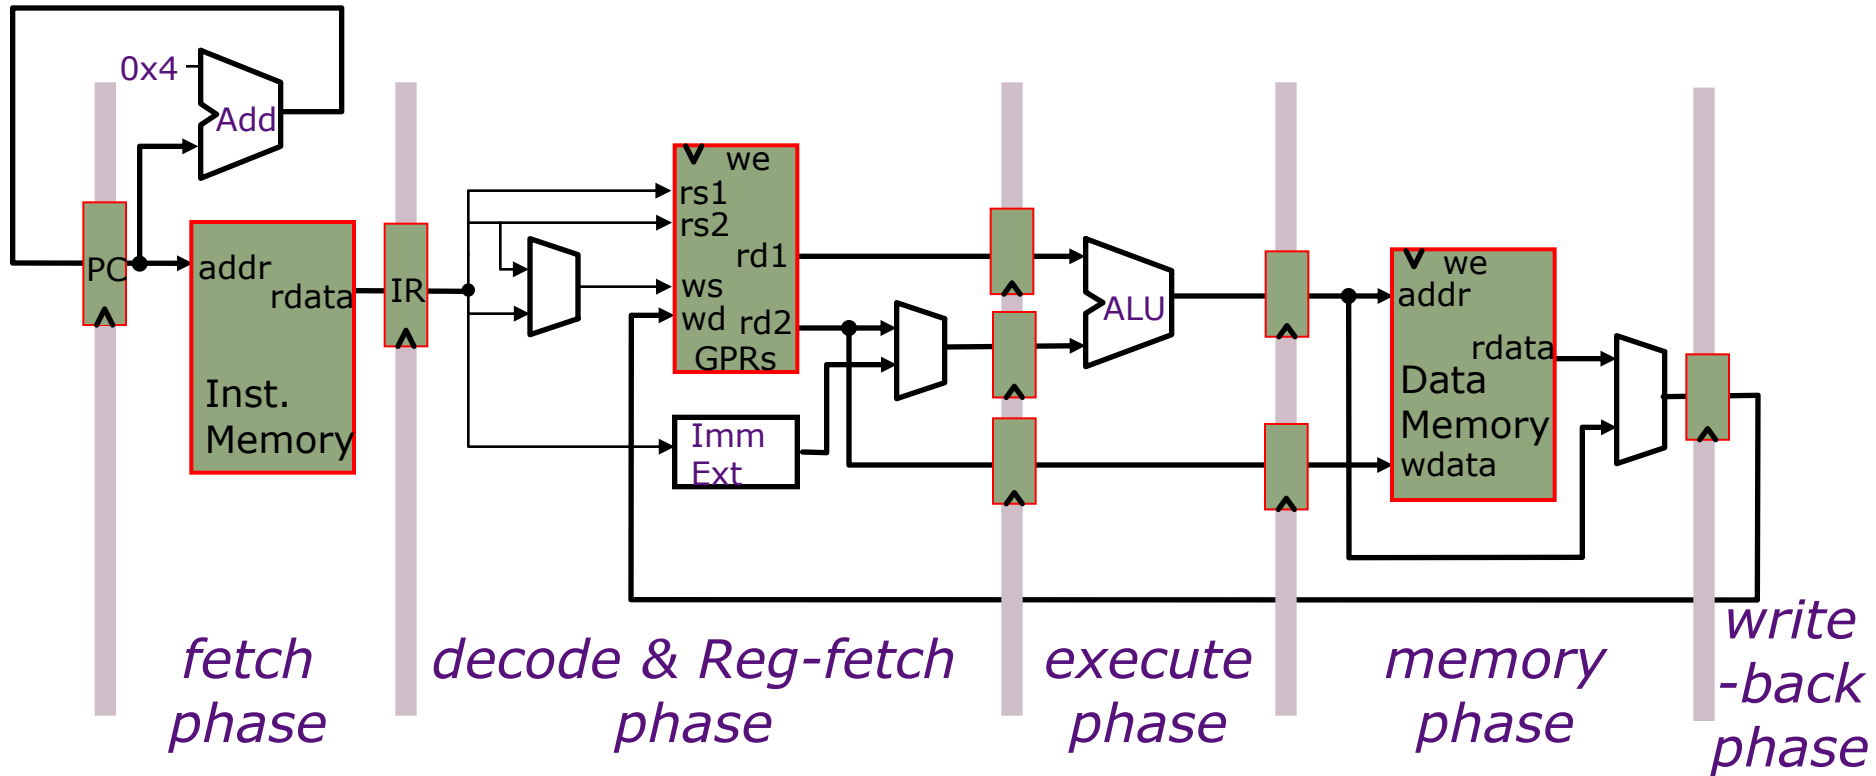 0x4
Add
PC
addr
rdata
Inst.
Memory
IR
we
rs1
rs2
rd1
ws
wd
rd2
GPRs
Imm
Ext
ALU
we
addr
rdata
Data
Memory
wdata
fetch
phase
decode & Reg-fetch
phase
execute
phase
memory
phase
write
-back
phase